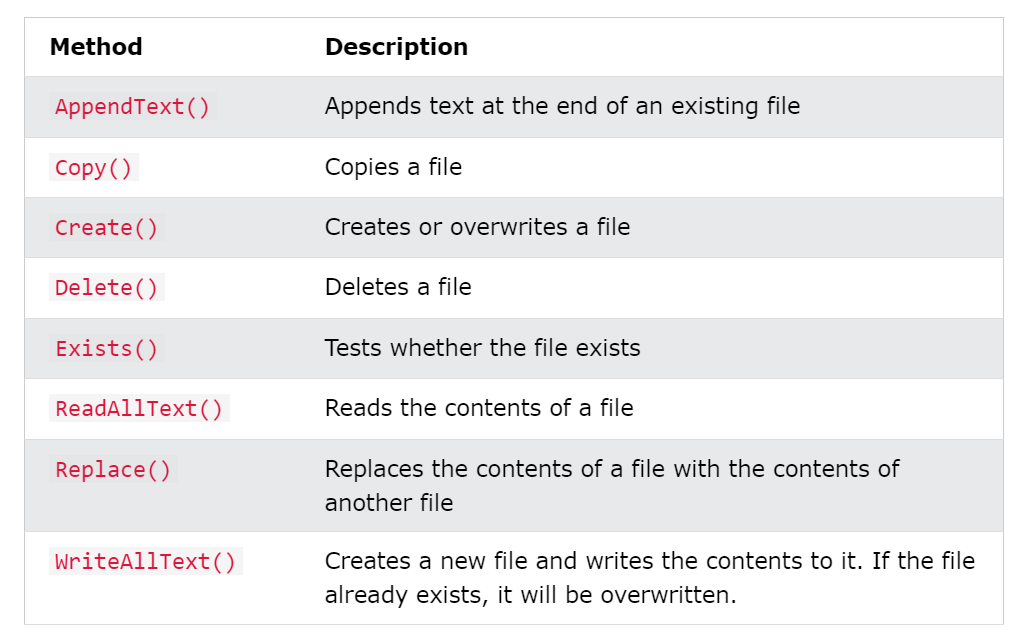 Method Description
AppendText() Appends text at the end of an existing file
Copy() Copies a file
Create() Creates or overwrites a file
Delete() Deletes a file
Exists() Tests whether the file exists
ReadAllText() Reads the contents of a file
Replace() Replaces the contents of a file with the contents of
another file
WriteAllText() Creates a new file and writes the contents to it. If the file
already exists, it will be overwritten.